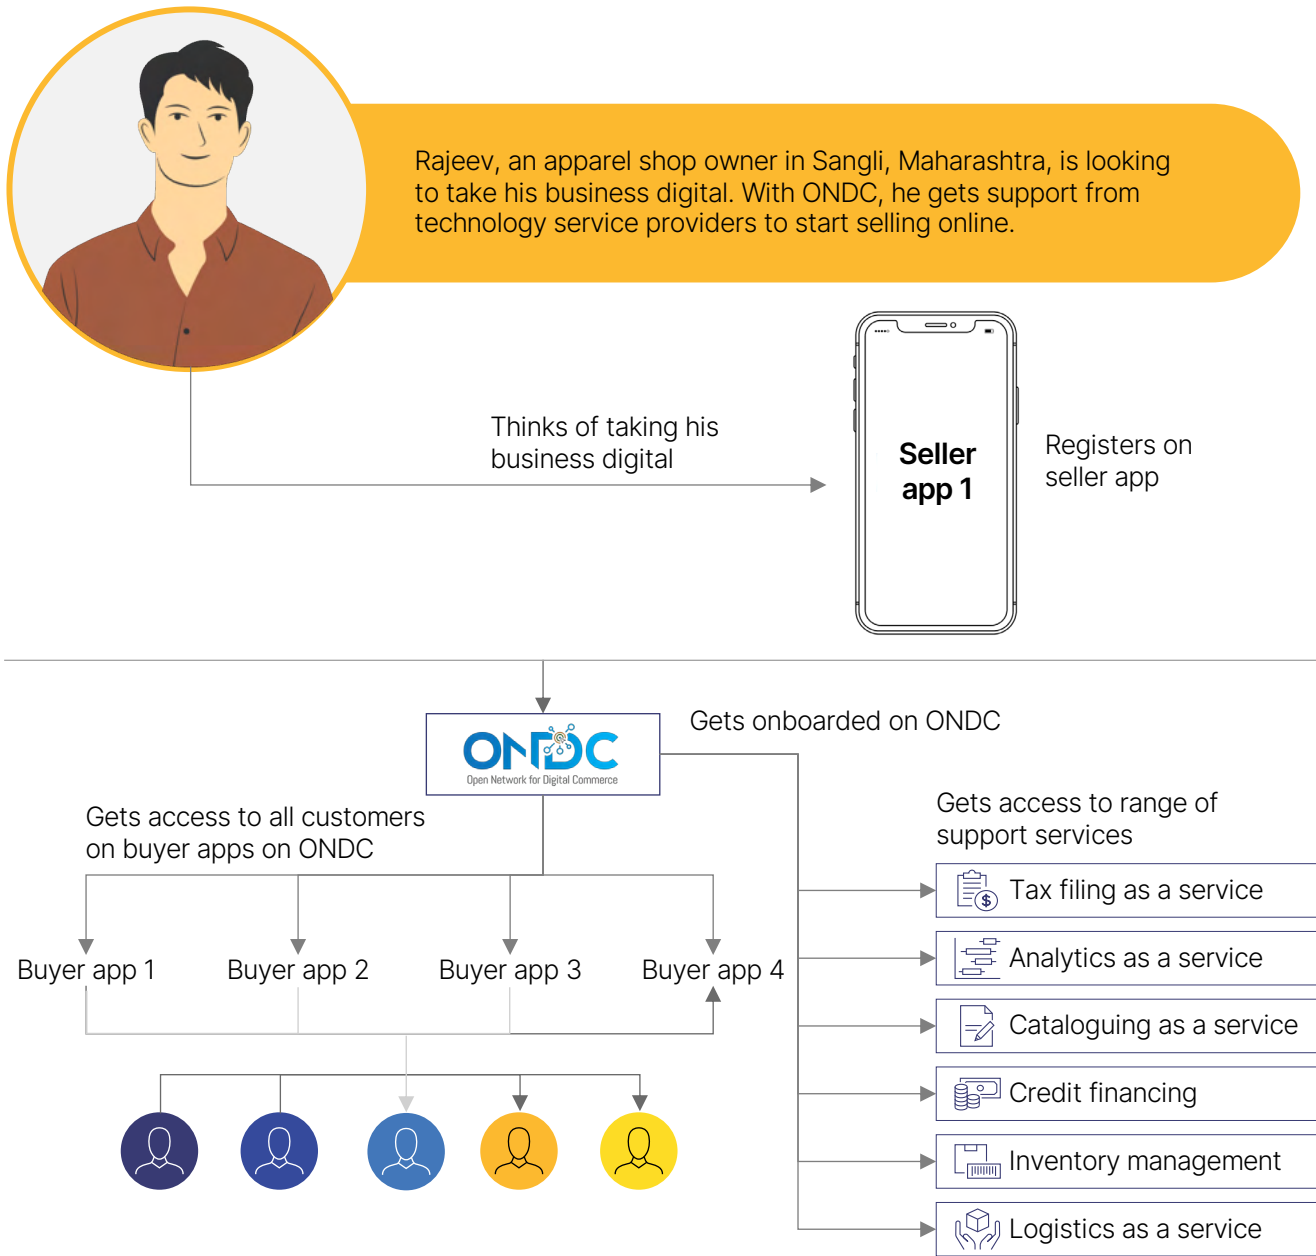 Rajeev, an apparel shop owner in Sangli, Maharashtra, is looking
to take his business digital. With ONDC, he gets support from
technology service providers to start selling online.
Thinks of taking his
business digital
Seller
app 1
Registers on
seller app
ONDC
Open Network for Digital Commerce
Gets onboarded on ONDC
Gets access to all customers
on buyer apps on ONDC
Buyer app 1
Buyer app 2
Buyer app 3
Buyer app 4
Gets access to range of
support services
Tax filing as a service
Analytics as a service
Cataloguing as a service
Credit financing
Inventory management
Logistics as a service